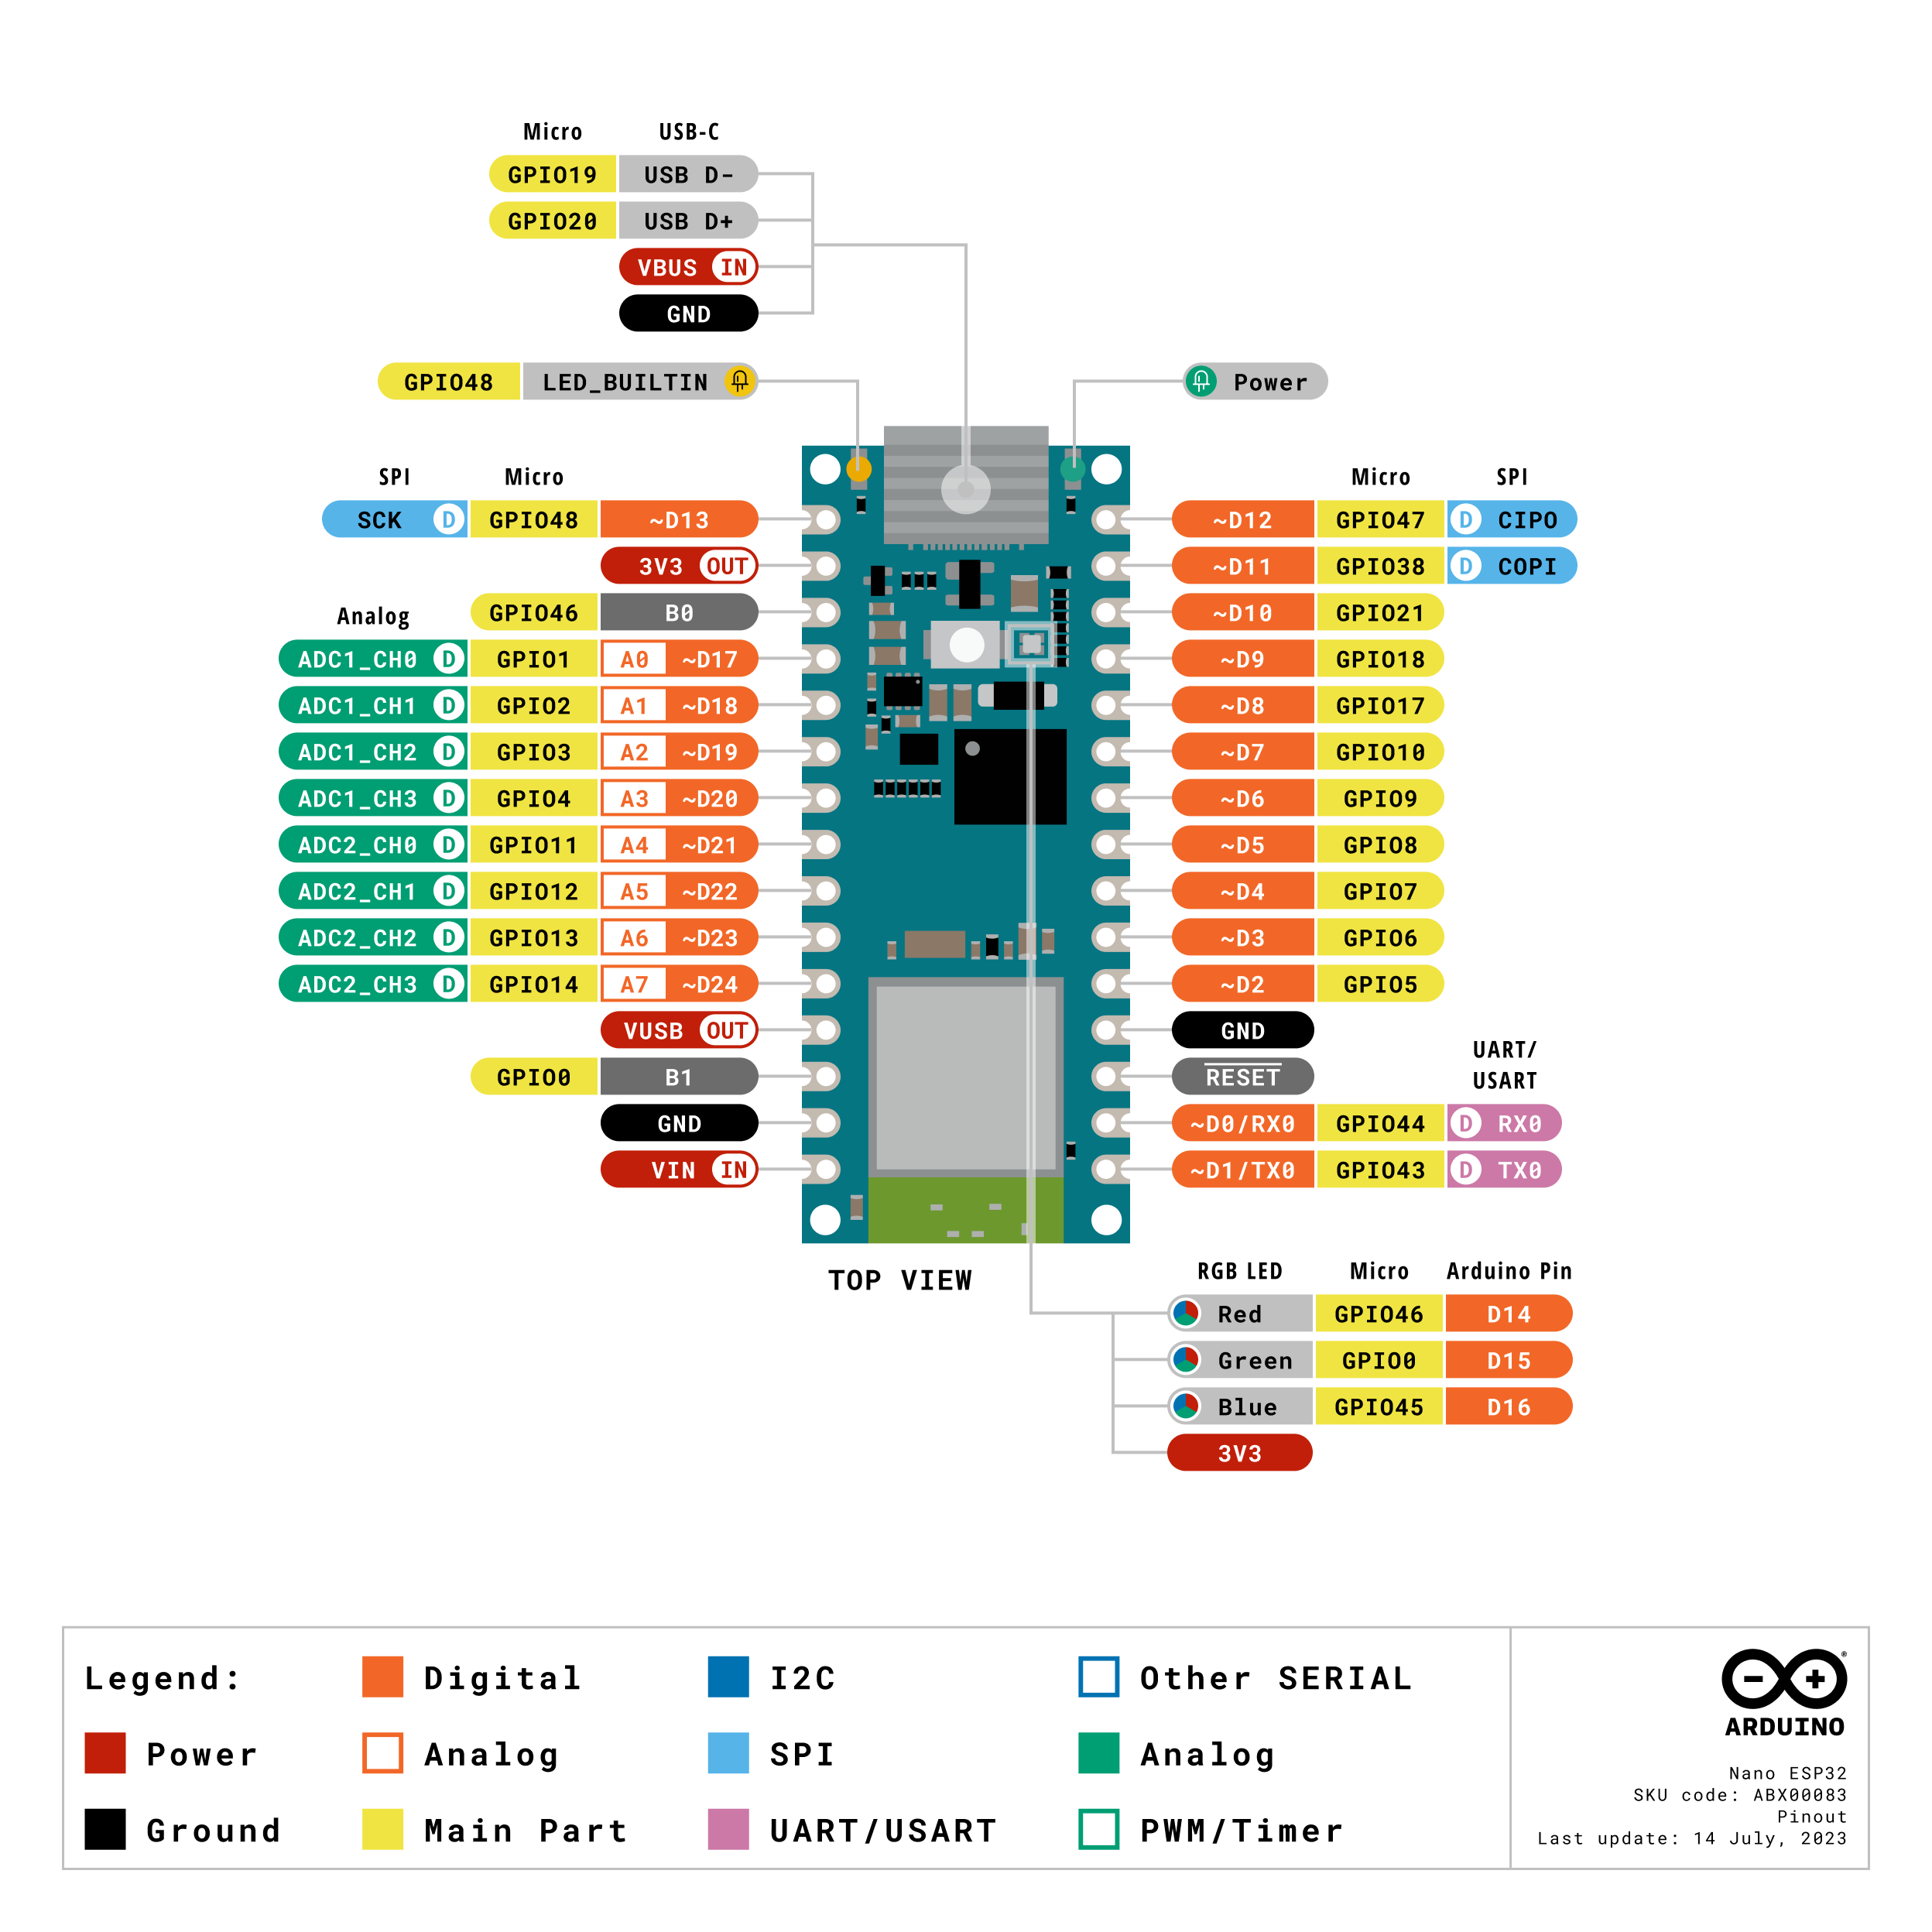 Micro USB-C
GPIO19 USB D-
GPIO20 USB D+
VBUS IN
GND
GPIO48 LED_BUILTIN
Power
SPI Micro
SCK D GPIO48 ~D13
3V3 OUT
GPIO46 B0
Analog
ADC1_CH0 D GPIO1 A0 ~D17
ADC1_CH1 D GPIO2 A1 ~D18
ADC1_CH2 D GPIO3 A2 ~D19
ADC1_CH3 D GPIO4 A3 ~D20
ADC2_CH0 D GPIO11 A4 ~D21
ADC2_CH1 D GPIO12 A5 ~D22
ADC2_CH2 D GPIO13 A6 ~D23
ADC2_CH3 D GPIO14 A7 ~D24
VUSB OUT
GPIO0 B1
GND
VIN IN
Micro SPI
~D12 GPIO47 D CIPO
~D11 GPIO38 D COPI
~D10 GPIO21
~D9 GPIO18
~D8 GPIO17
~D7 GPIO10
~D6 GPIO9
~D5 GPIO8
~D4 GPIO7
~D3 GPIO6
~D2 GPIO5
GND
UART/
USART
RESET
~D0/RX0 GPIO44 D RX0
~D1/TX0 GPIO43 D TX0
TOP VIEW
RGB LED Micro Arduino Pin
Red GPIO46 D14
Green GPIO0 D15
Blue GPIO45 D16
3V3
Legend:
Power
Ground
Digital
Analog
Main Part
I2C
SPI
UART/USART
Other SERIAL
Analog
PWM/Timer
®
ARDUINO
Nano ESP32
SKU code: ABX00083
Pinout
Last update: 14 July, 2023